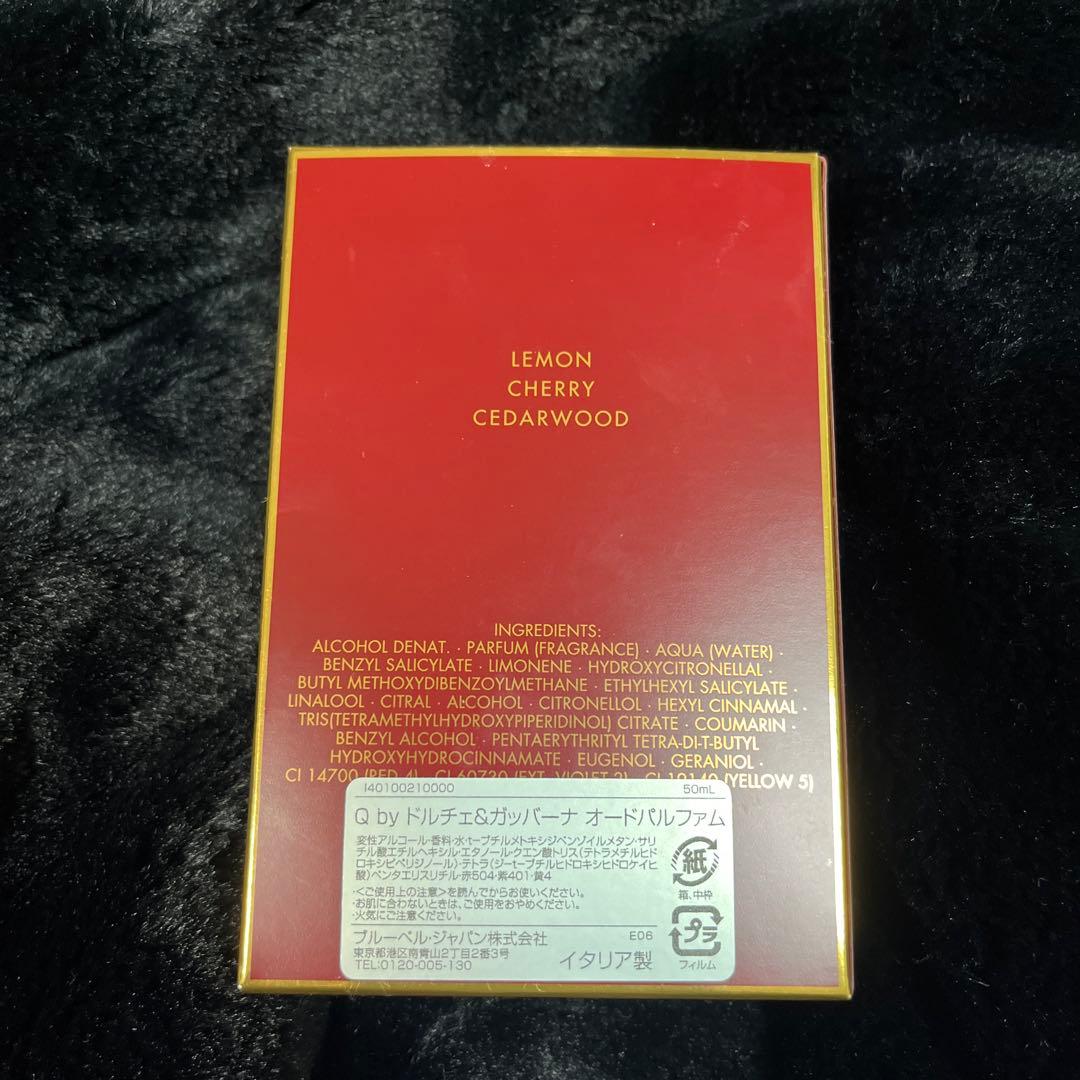 LEMON
CHERRY
CEDARWOOD
INGREDIENTS:
ALCOHOL DENAT. · PARFUM (FRAGRANCE) · AQUA (WATER) ·
BENZYL SALICYLATE · LIMONENE · HYDROXYCITRONELLAL ·
BUTYL METHOXYDIBENZOYLMETHANE · ETHYLHEXYL SALICYLATE ·
LINALOOL · CITRAL · ALCOHOL · CITRONELLOL · HEXYL CINNAMAL ·
TRIS(TETRAMETHYLHYDROXYPIPERIDINOL) CITRATE · COUMARIN ·
BENZYL ALCOHOL · PENTAERYTHRITYL TETRA-DI-T-BUTYL
HYDROXYHYDROCINNAMATE · EUGENOL · GERANIOL ·
CI 14700 (RED 4) · CI 60730 (EXT. VIOLET 2) · CI 19140 (YELLOW 5)
I40100210000 50mL
Q by ドルチェ&ガッバーナ オードパルファム
変性アルコール・香料・水・t-ブチルメトキシジベンゾイルメタン・サリ
チル酸エチルヘキシル・エタノール・クエン酸トリス(テトラメチルヒド
ロキシピペリジノール)・テトラ(ジ-t-ブチルヒドロキシヒドロケイヒ
酸)ペンタエリスリチル・赤504・紫401・黄4
・<ご使用上の注意>を読んでからお使いください。
・お肌に合わないときは、ご使用をおやめください。
・火気にご注意ください。
紙
箱、中枠
ブルーベル・ジャパン株式会社 E06
東京都港区南青山2丁目2番3号
TEL:0120-005-130 イタリア製
プラ
フィルム